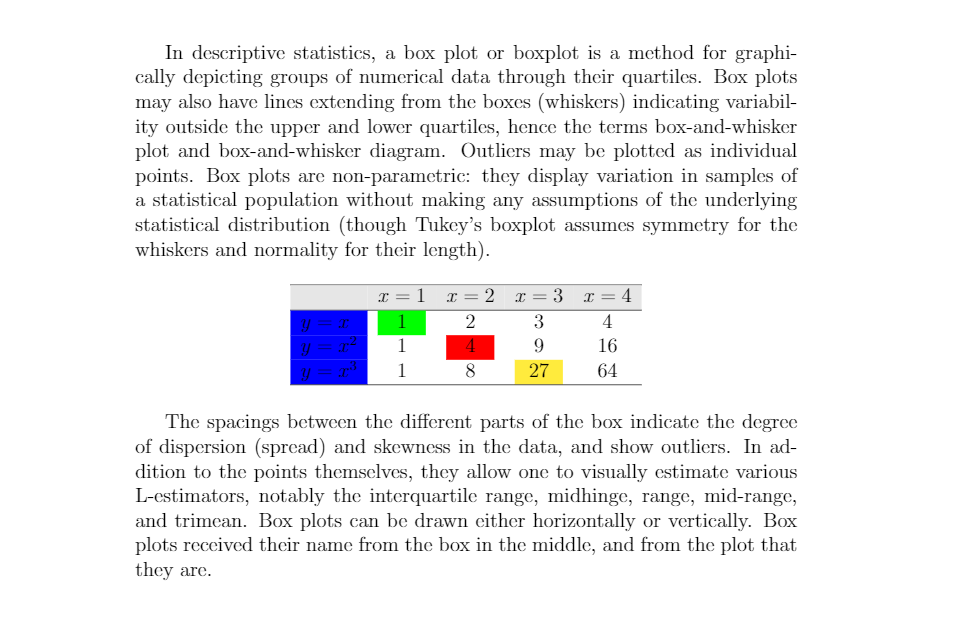 In descriptive statistics, a box plot or boxplot is a method for graphi-
cally depicting groups of numerical data through their quartiles. Box plots
may also have lines extending from the boxes (whiskers) indicating variabil-
ity outside the upper and lower quartiles, hence the terms box-and-whisker
plot and box-and-whisker diagram. Outliers may be plotted as individual
points. Box plots are non-parametric: they display variation in samples of
a statistical population without making any assumptions of the underlying
statistical distribution (though Tukey's boxplot assumes symmetry for the
whiskers and normality for their length).
x = 1 x = 2 x = 3 x = 4
y = x 1 2 3 4
y = x² 1 4 9 16
y = x³ 1 8 27 64
The spacings between the different parts of the box indicate the degree
of dispersion (spread) and skewness in the data, and show outliers. In ad-
dition to the points themselves, they allow one to visually estimate various
L-estimators, notably the interquartile range, midhinge, range, mid-range,
and trimean. Box plots can be drawn either horizontally or vertically. Box
plots received their name from the box in the middle, and from the plot that
they are.